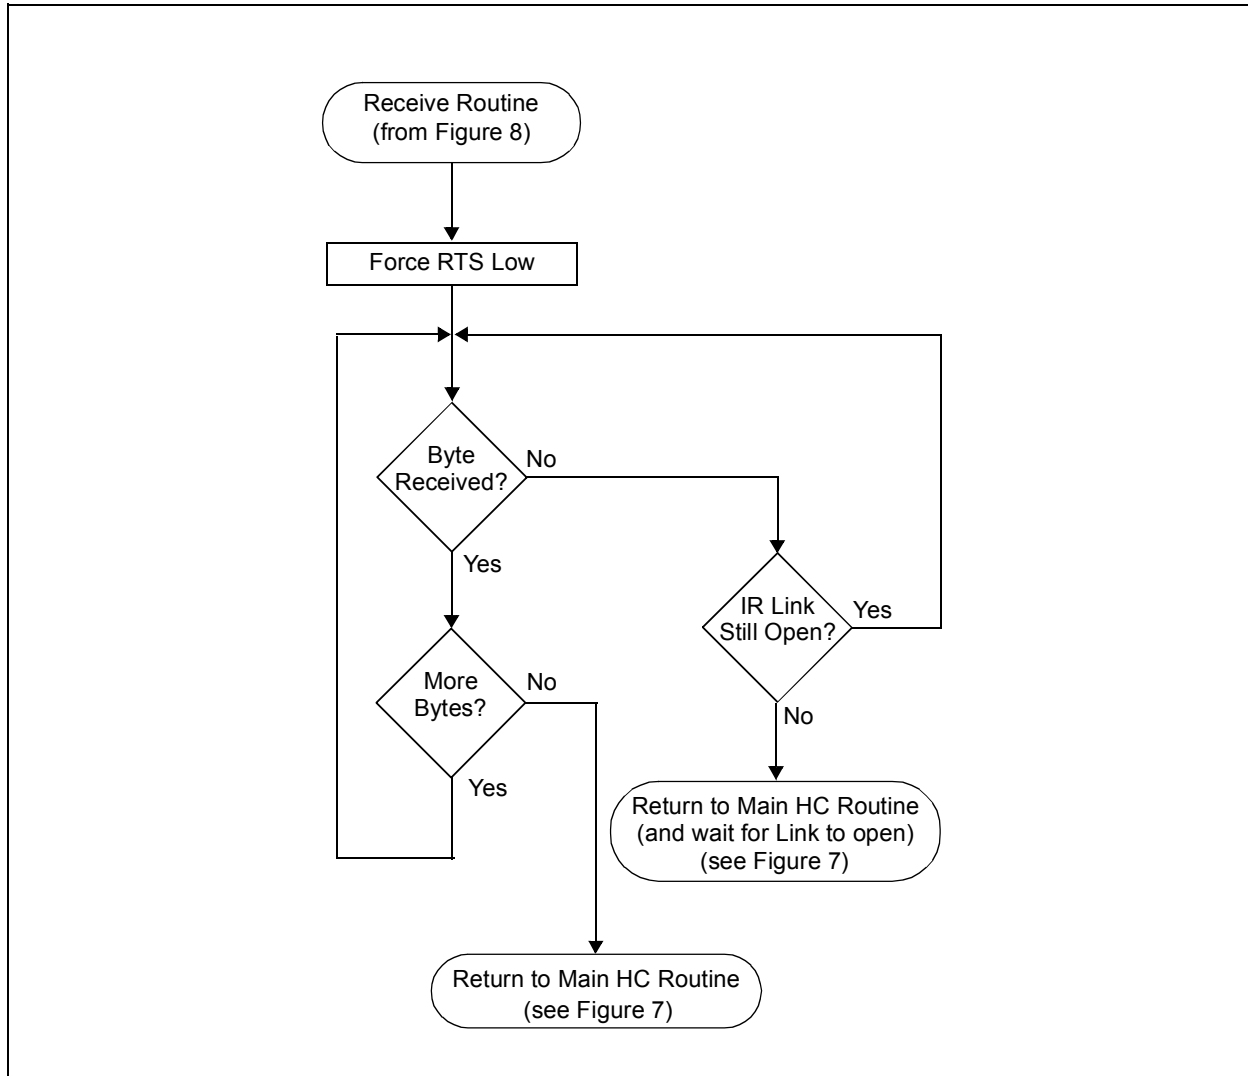 Receive Routine
(from Figure 8)
Force RTS Low
Byte
Received?
No
Yes
IR Link
Still Open?
Yes
More
Bytes?
No
No
Yes
Return to Main HC Routine
(and wait for Link to open)
(see Figure 7)
Return to Main HC Routine
(see Figure 7)